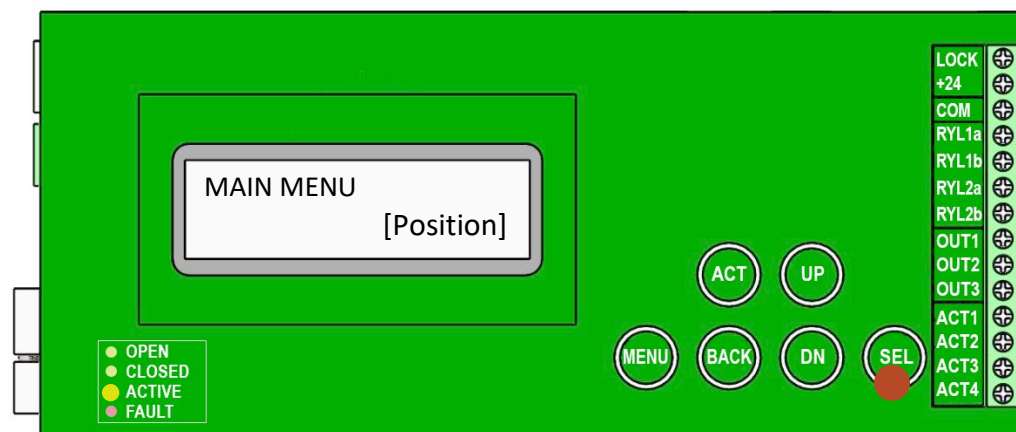 MAIN MENU
[Position]
OPEN
CLOSED
ACTIVE
FAULT
ACT
UP
MENU
BACK
DN
SEL
LOCK
+24
COM
RYL1a
RYL1b
RYL2a
RYL2b
OUT1
OUT2
OUT3
ACT1
ACT2
ACT3
ACT4